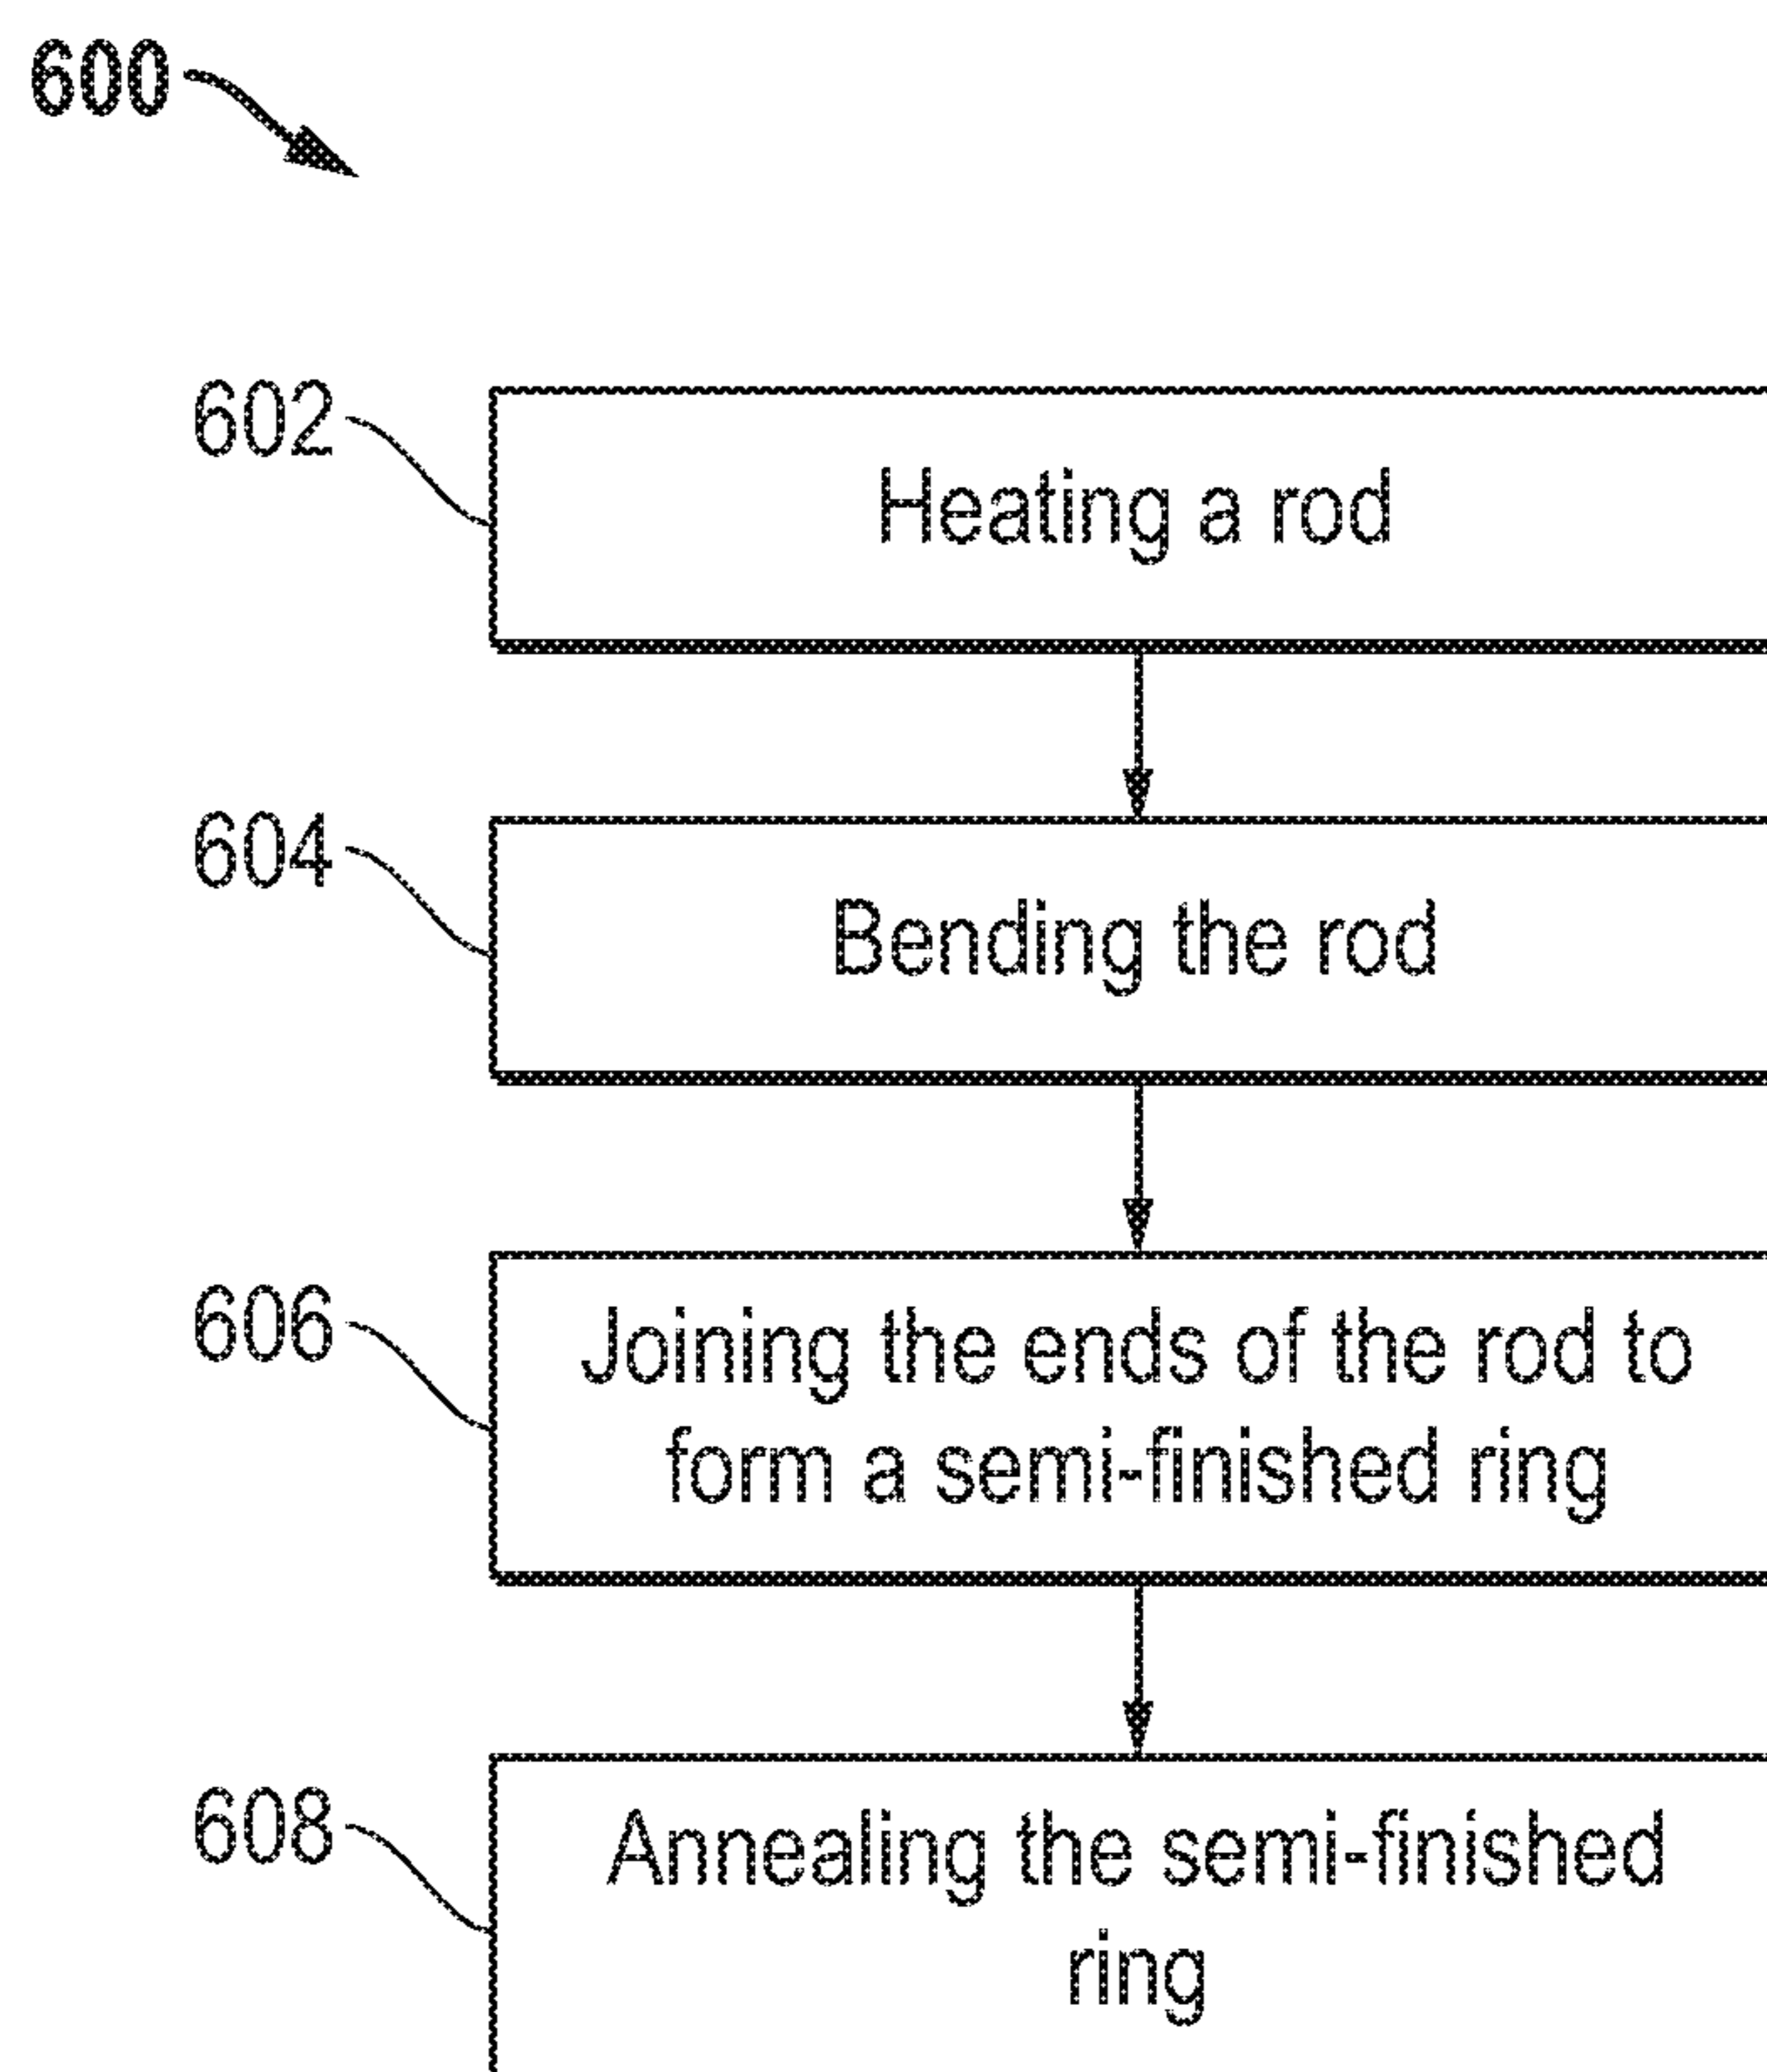 600
602
Heating a rod
604
Bending the rod
606
Joining the ends of the rod to
form a semi-finished ring
608
Annealing the semi-finished
ring